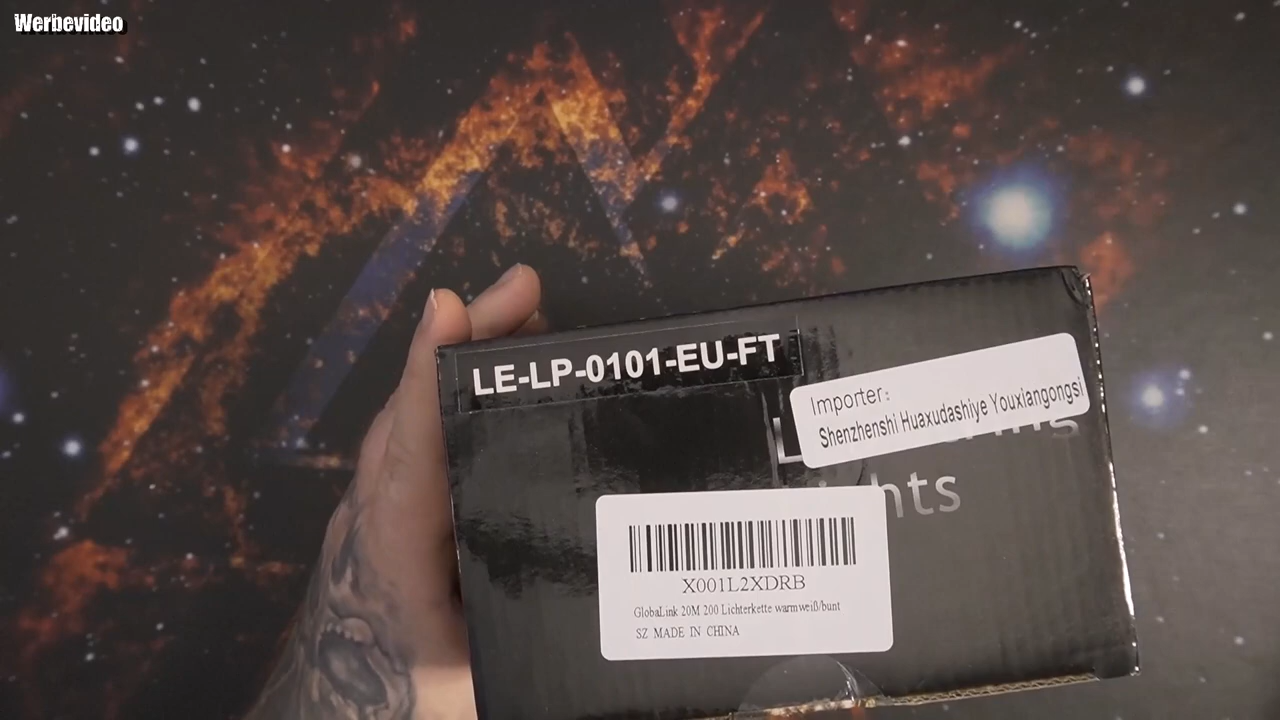 Werbevideo
LE-LP-0101-EU-FT
Importer:
Shenzhenshi Huaxudashiye Youxiangongsi
X001L2XDRB
GlobaLink 20M 200 Lichterkette warmweiß/bunt
SZ MADE IN CHINA